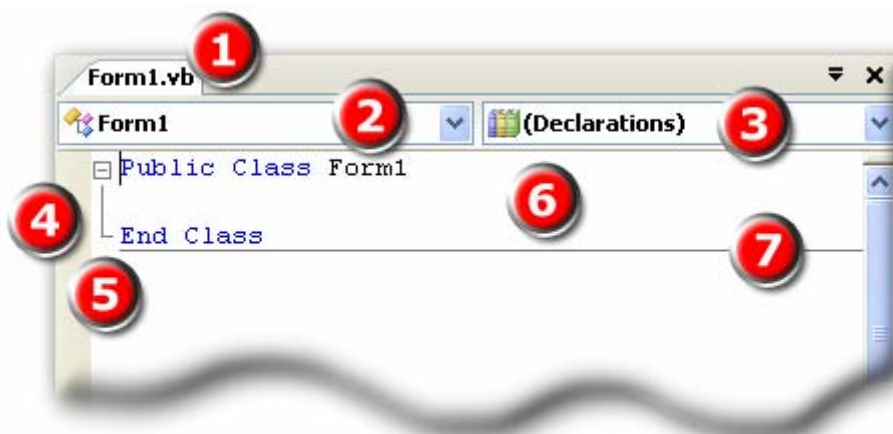 1
Form1.vb
2
3
Form1
(Declarations)
Public Class Form1
6
4
End Class
7
5